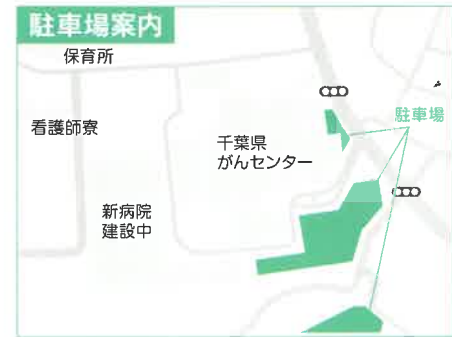 駐車場案内
保育所
駐車場
看護師寮
千葉県
がんセンター
新病院
建設中